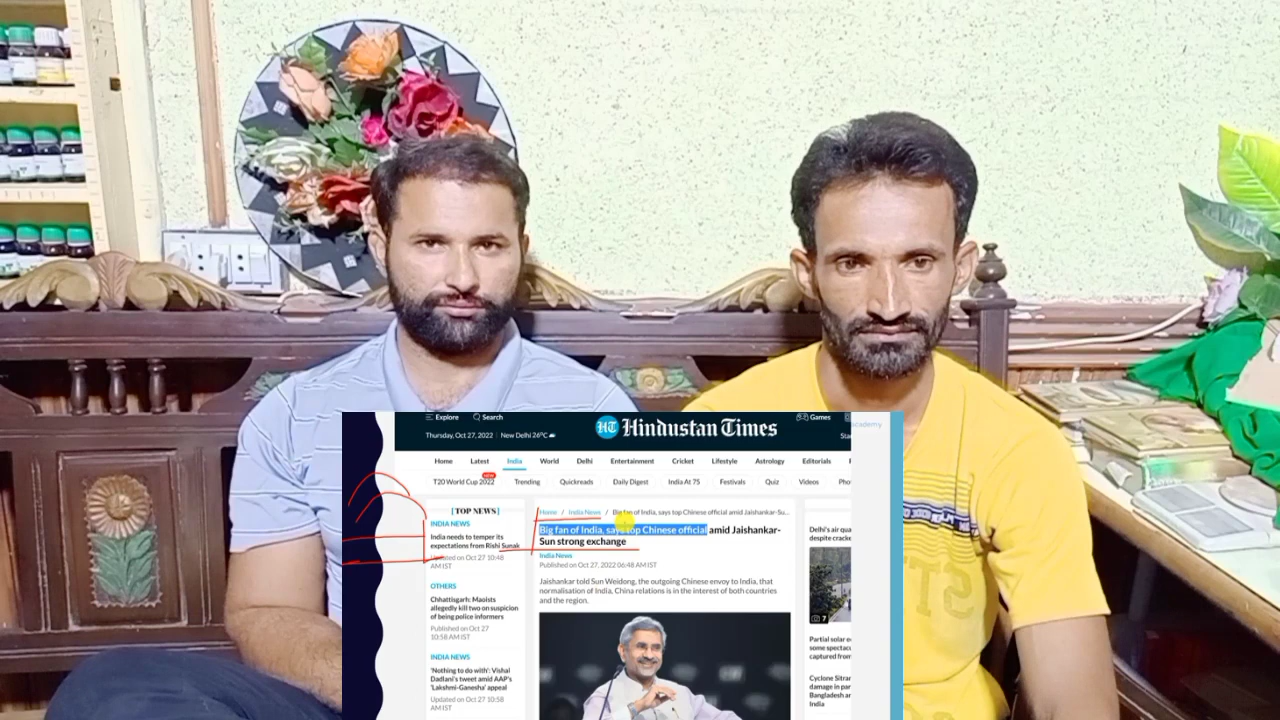 Explore Search Games
academy
Thursday, Oct 27, 2022 New Delhi 26°C
HT Hindustan Times
Home Latest India World Delhi Entertainment Cricket Lifestyle Astrology Editorials
NEW
T20 World Cup 2022 Trending Quickreads Daily Digest India At 75 Festivals Quiz Videos
[TOP NEWS]
INDIA NEWS
India needs to temper its
expectations from Rishi Sunak
Updated on Oct 27 10:48
AM IST
OTHERS
Chhattisgarh: Maoists
allegedly kill two on suspicion
of being police informers
Published on Oct 27
10:58 AM IST
INDIA NEWS
'Nothing to do with': Vishal
Dadlani's tweet amid AAP's
'Lakshmi-Ganesha' appeal
Updated on Oct 27 10:58
AM IST
Home / India News / Big fan of India, says top Chinese official amid Jaishankar-Su...
Big fan of India, says top Chinese official amid Jaishankar-
Sun strong exchange
India News
Published on Oct 27, 2022 06:48 AM IST
Jaishankar told Sun Weidong, the outgoing Chinese envoy to India, that
normalisation of India, China relations is in the interest of both countries
and the region.
Delhi's air qua
despite cracke
7
Partial solar e
some spectacu
captured from
Cyclone Sitran
damage in par
Bangladesh an
India